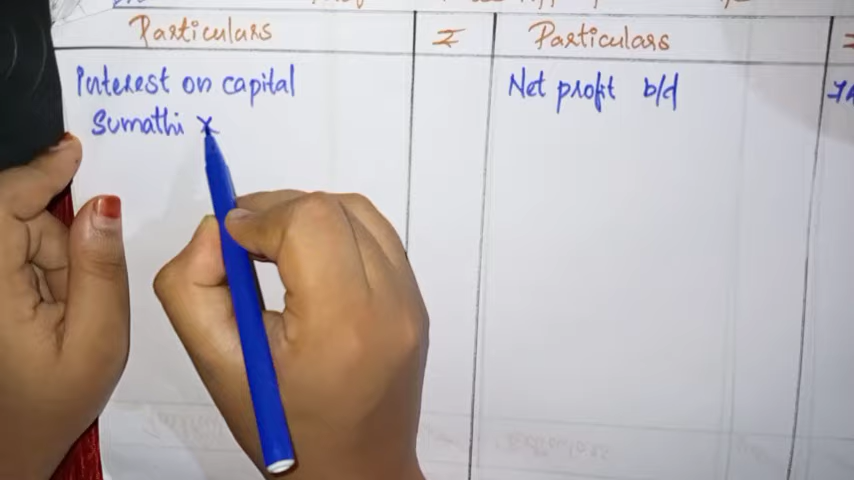 Particulars ₹ Particulars
Interest on capital Net profit b/d
Sumathi